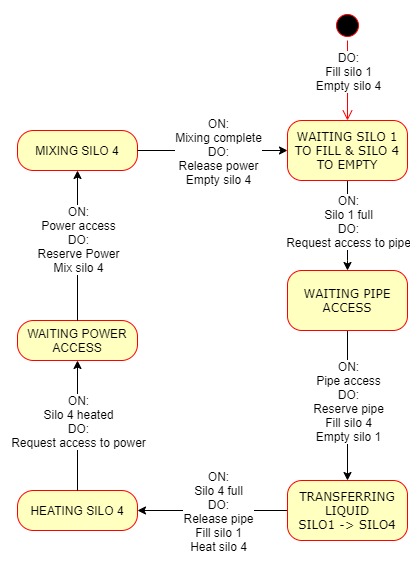 DO:
Fill silo 1
Empty silo 4
WAITING SILO 1
TO FILL & SILO 4
TO EMPTY
ON:
Silo 1 full
DO:
Request access to pipe
WAITING PIPE
ACCESS
ON:
Pipe access
DO:
Reserve pipe
Fill silo 4
Empty silo 1
TRANSFERRING
LIQUID
SILO1 -> SILO4
ON:
Silo 4 full
DO:
Release pipe
Fill silo 1
Heat silo 4
HEATING SILO 4
ON:
Silo 4 heated
DO:
Request access to power
WAITING POWER
ACCESS
ON:
Power access
DO:
Reserve Power
Mix silo 4
MIXING SILO 4
ON:
Mixing complete
DO:
Release power
Empty silo 4